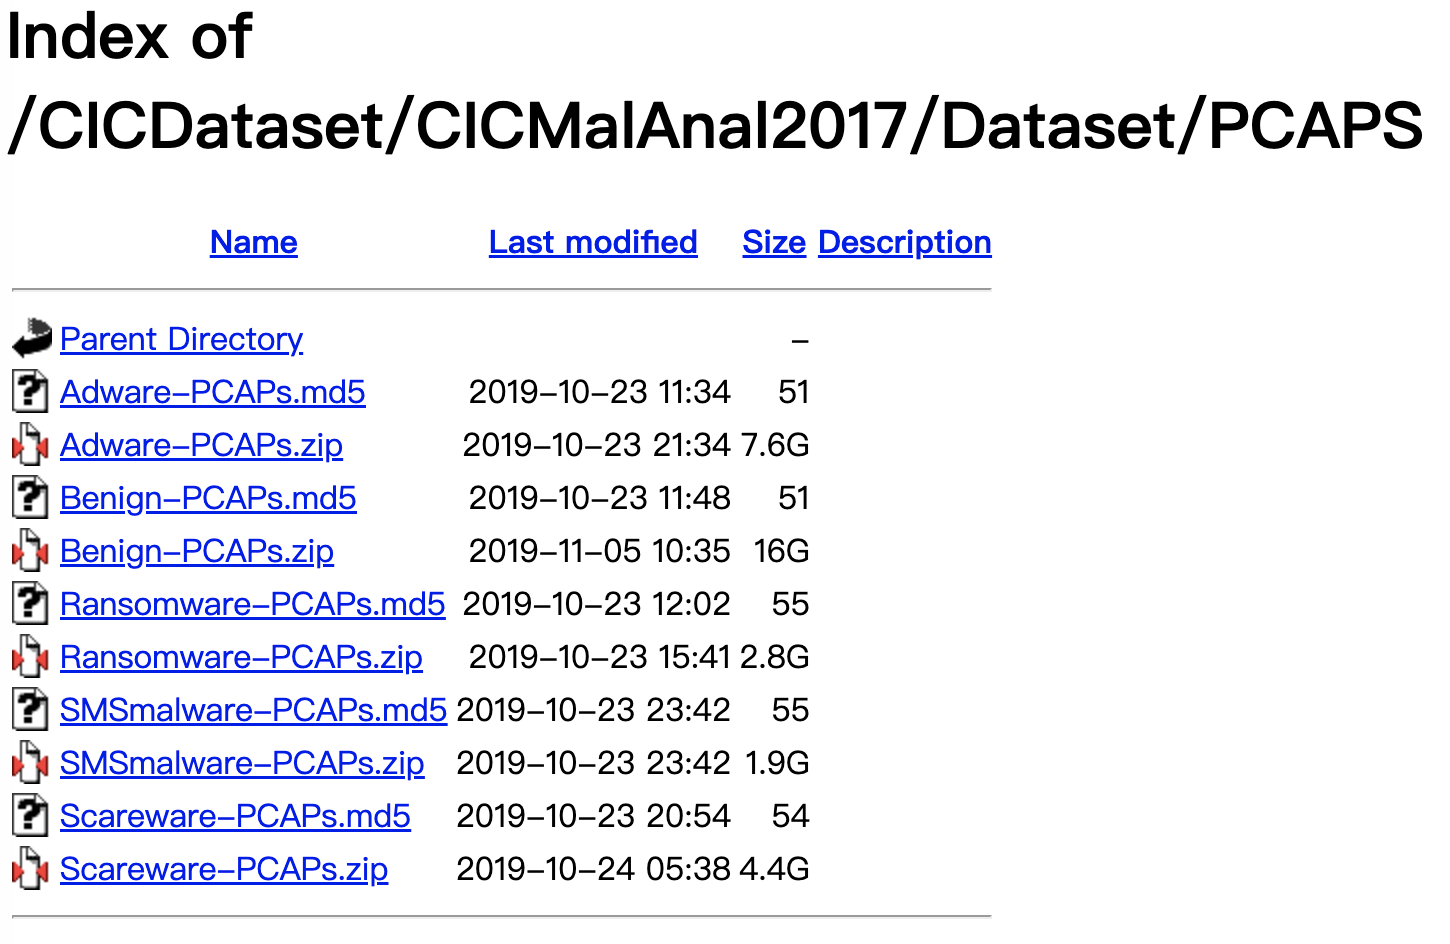 Index of
/CICDataset/CICMalAnal2017/Dataset/PCAPS
Name Last modified Size Description
Parent Directory –
Adware–PCAPs.md5 2019–10–23 11:34 51
Adware–PCAPs.zip 2019–10–23 21:34 7.6G
Benign–PCAPs.md5 2019–10–23 11:48 51
Benign–PCAPs.zip 2019–11–05 10:35 16G
Ransomware–PCAPs.md5 2019–10–23 12:02 55
Ransomware–PCAPs.zip 2019–10–23 15:41 2.8G
SMSmalware–PCAPs.md5 2019–10–23 23:42 55
SMSmalware–PCAPs.zip 2019–10–23 23:42 1.9G
Scareware–PCAPs.md5 2019–10–23 20:54 54
Scareware–PCAPs.zip 2019–10–24 05:38 4.4G